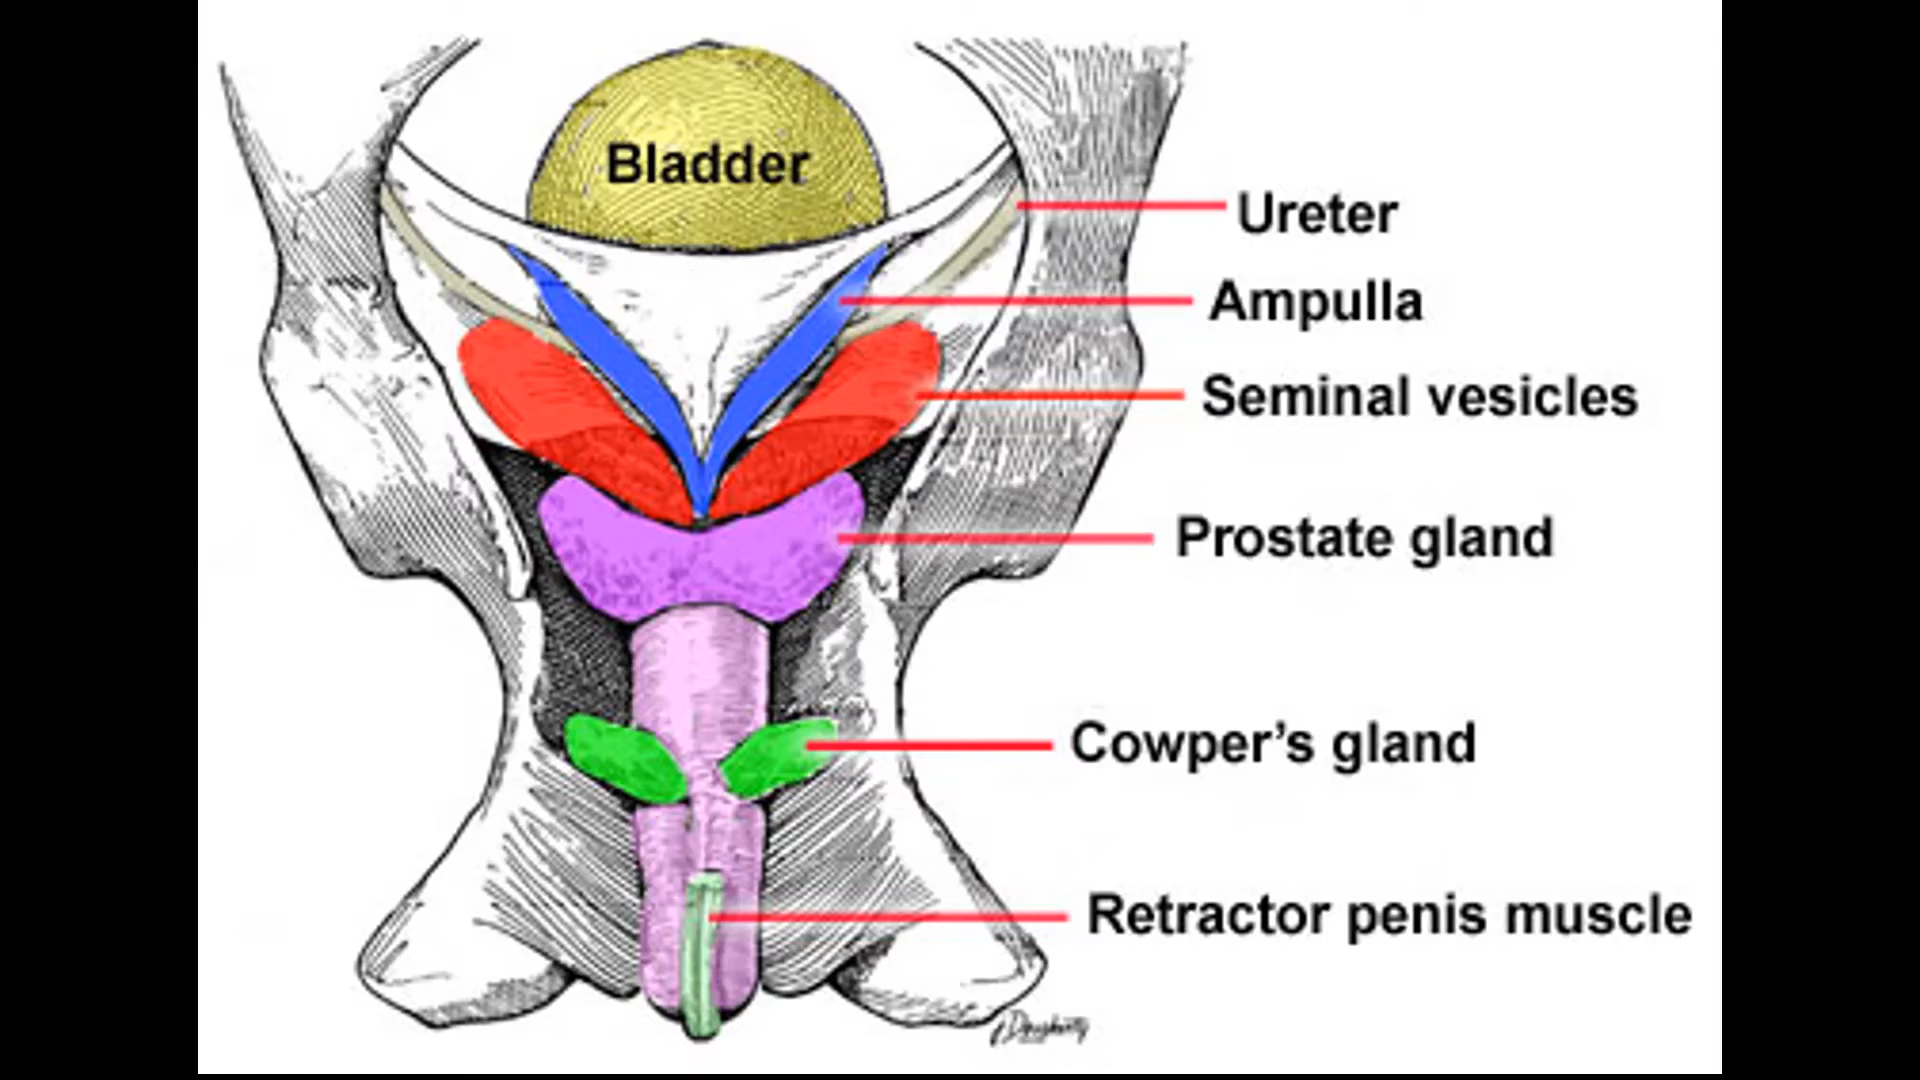 Bladder
Ureter
Ampulla
Seminal vesicles
Prostate gland
Cowper’s gland
Retractor penis muscle